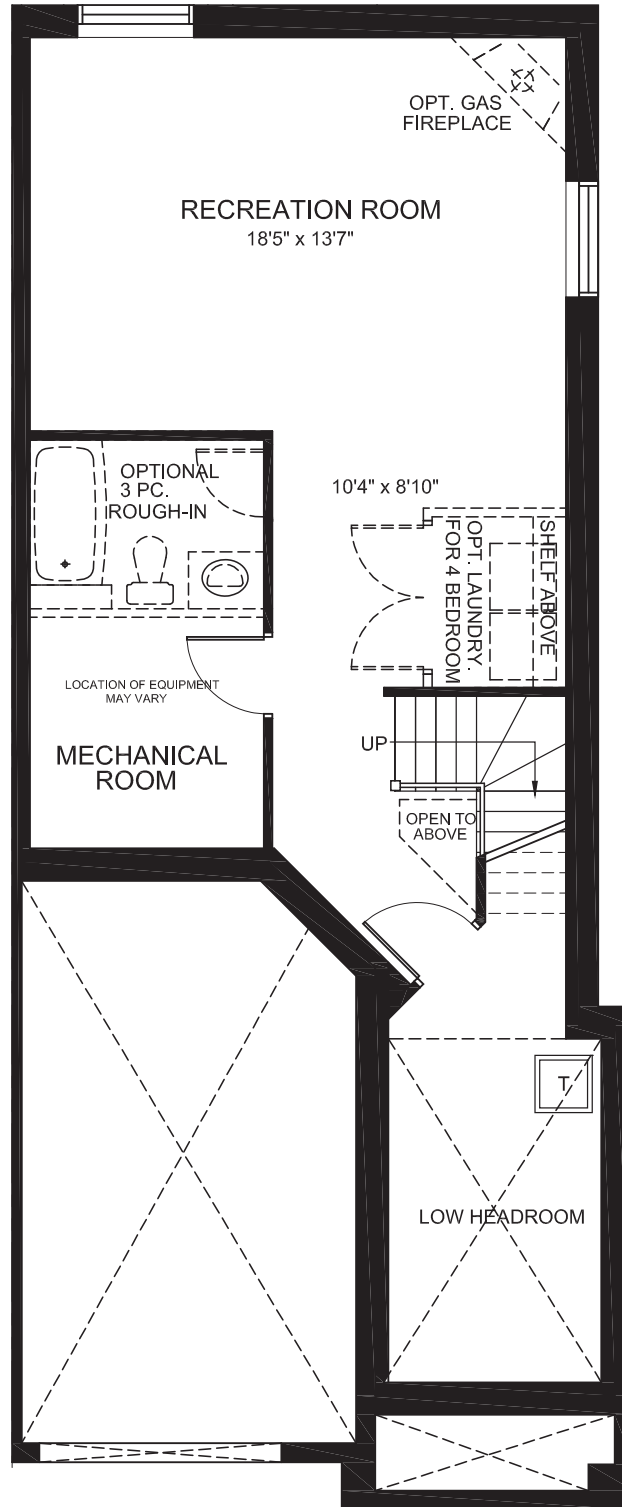 OPT. GAS
FIREPLACE
RECREATION ROOM
18'5" x 13'7"
OPTIONAL
3 PC.
ROUGH-IN
10'4" x 8'10"
OPT. LAUNDRY.
FOR 4 BEDROOM
SHELF ABOVE
LOCATION OF EQUIPMENT
MAY VARY
MECHANICAL
ROOM
UP
OPEN TO
ABOVE
T
LOW HEADROOM